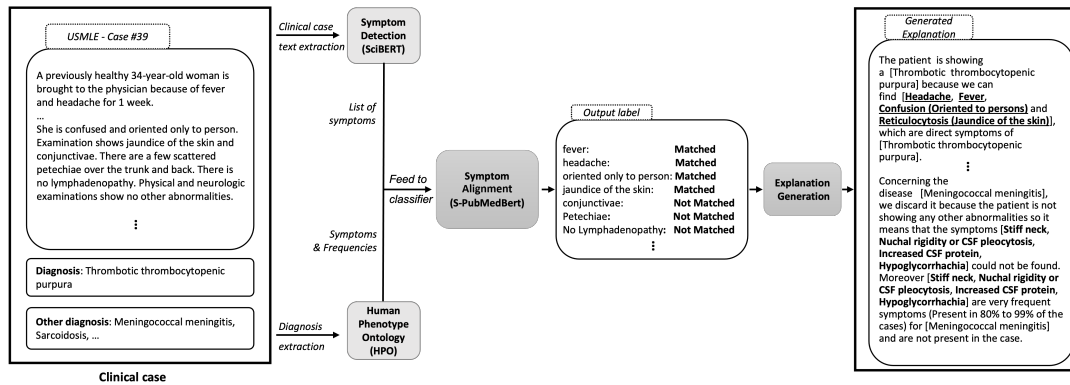 USMLE - Case #39
A previously healthy 34-year-old woman is
brought to the physician because of fever
and headache for 1 week.
...
She is confused and oriented only to person.
Examination shows jaundice of the skin and
conjunctivae. There are a few scattered
petechiae over the trunk and back. There is
no lymphadenopathy. Physical and neurologic
examinations show no other abnormalities.
⋮
Diagnosis: Thrombotic thrombocytopenic
purpura
Other diagnosis: Meningococcal meningitis,
Sarcoidosis, ...
Clinical case
Clinical case
text extraction
Symptom
Detection
(SciBERT)
List of
symptoms
Feed to
classifier
Symptoms
& Frequencies
Diagnosis
extraction
Human
Phenotype
Ontology
(HPO)
Symptom
Alignment
(S-PubMedBert)
Output label
fever: Matched
headache: Matched
oriented only to person: Matched
jaundice of the skin: Matched
conjunctivae: Not Matched
Petechiae: Not Matched
No Lymphadenopathy: Not Matched
⋮
Explanation
Generation
Generated
Explanation
The patient is showing
a [Thrombotic thrombocytopenic
purpura] because we can
find [Headache, Fever,
Confusion (Oriented to persons) and
Reticulocytosis (Jaundice of the skin)],
which are direct symptoms of
[Thrombotic thrombocytopenic
purpura].
⋮
Concerning the
disease [Meningococcal meningitis],
we discard it because the patient is not
showing any other abnormalities so it
means that the symptoms [Stiff neck,
Nuchal rigidity or CSF pleocytosis,
Increased CSF protein,
Hypoglycorrhachia] could not be found.
Moreover [Stiff neck, Nuchal rigidity or
CSF pleocytosis, Increased CSF protein,
Hypoglycorrhachia] are very frequent
symptoms (Present in 80% to 99% of the
cases) for [Meningococcal meningitis]
and are not present in the case.